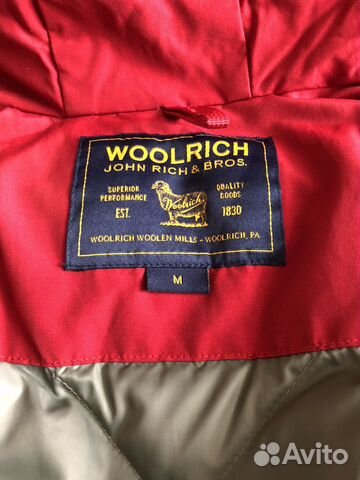 WOOLRICH
JOHN RICH & BROS.
SUPERIOR PERFORMANCE
QUALITY GOODS
Woolrich
EST.
1830
WOOLRICH WOOLEN MILLS - WOOLRICH, PA
M
Avito